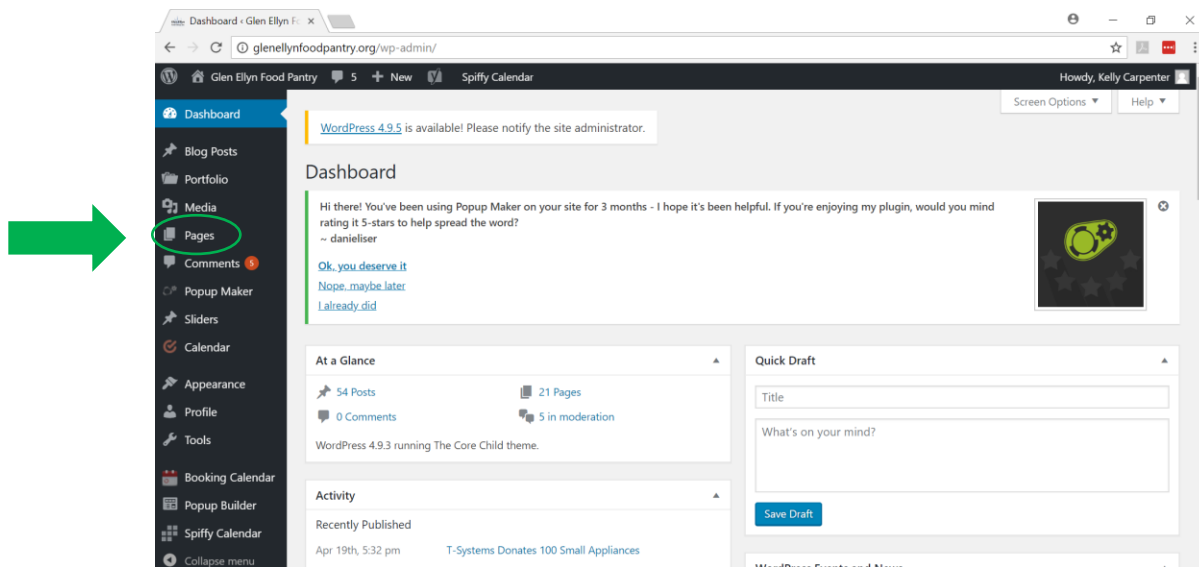 Dashboard ‹ Glen Ellyn Fo
glenellynfoodpantry.org/wp-admin/
Glen Ellyn Food Pantry 5 + New Spiffy Calendar Howdy, Kelly Carpenter
Screen Options Help
Dashboard
Blog Posts
Portfolio
Media
Pages
Comments 5
Popup Maker
Sliders
Calendar
Appearance
Profile
Tools
Booking Calendar
Popup Builder
Spiffy Calendar
Collapse menu
WordPress 4.9.5 is available! Please notify the site administrator.
Dashboard
Hi there! You've been using Popup Maker on your site for 3 months - I hope it's been helpful. If you're enjoying my plugin, would you mind
rating it 5-stars to help spread the word?
~ danieliser
Ok, you deserve it
Nope, maybe later
I already did
At a Glance
54 Posts 21 Pages
0 Comments 5 in moderation
WordPress 4.9.3 running The Core Child theme.
Activity
Recently Published
Apr 19th, 5:32 pm T-Systems Donates 100 Small Appliances
Quick Draft
Title
What's on your mind?
Save Draft
WordPress Events and News